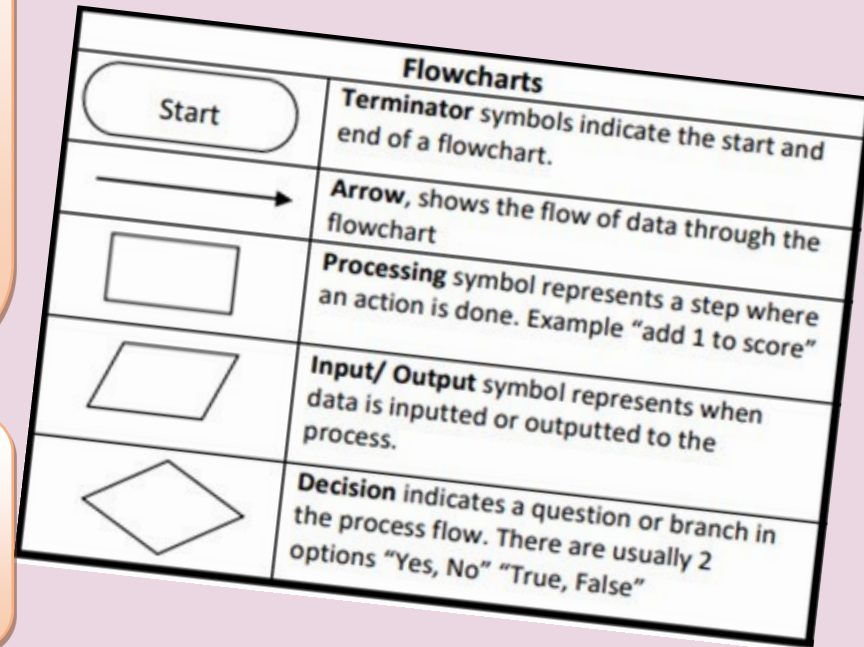 Flowcharts
Start
Terminator symbols indicate the start and
end of a flowchart.
Arrow, shows the flow of data through the
flowchart
Processing symbol represents a step where
an action is done. Example “add 1 to score”
Input/ Output symbol represents when
data is inputted or outputted to the
process.
Decision indicates a question or branch in
the process flow. There are usually 2
options “Yes, No” “True, False”